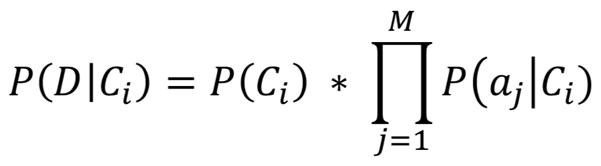 P(D|C_i) = P(C_i) * ∏_{j=1}^{M} P(a_j|C_i)